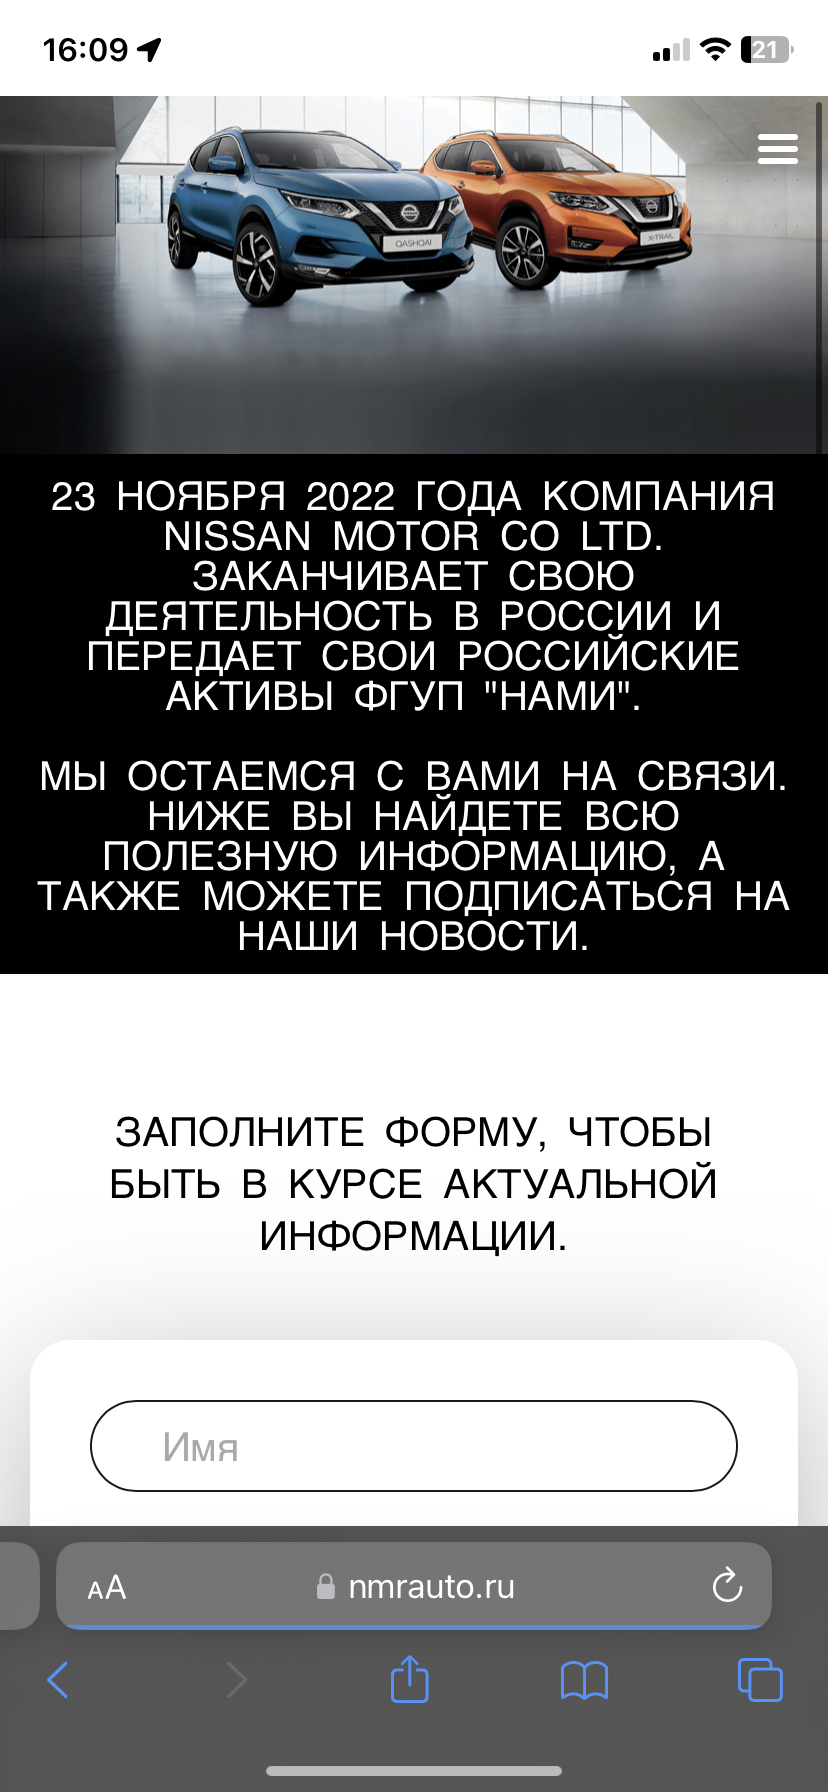 16:09
21
QASHQAI
X-TRAIL
23 НОЯБРЯ 2022 ГОДА КОМПАНИЯ
NISSAN MOTOR CO LTD.
ЗАКАНЧИВАЕТ СВОЮ
ДЕЯТЕЛЬНОСТЬ В РОССИИ И
ПЕРЕДАЕТ СВОИ РОССИЙСКИЕ
АКТИВЫ ФГУП "НАМИ".
МЫ ОСТАЕМСЯ С ВАМИ НА СВЯЗИ.
НИЖЕ ВЫ НАЙДЕТЕ ВСЮ
ПОЛЕЗНУЮ ИНФОРМАЦИЮ, А
ТАКЖЕ МОЖЕТЕ ПОДПИСАТЬСЯ НА
НАШИ НОВОСТИ.
ЗАПОЛНИТЕ ФОРМУ, ЧТОБЫ
БЫТЬ В КУРСЕ АКТУАЛЬНОЙ
ИНФОРМАЦИИ.
Имя
AA nmrauto.ru